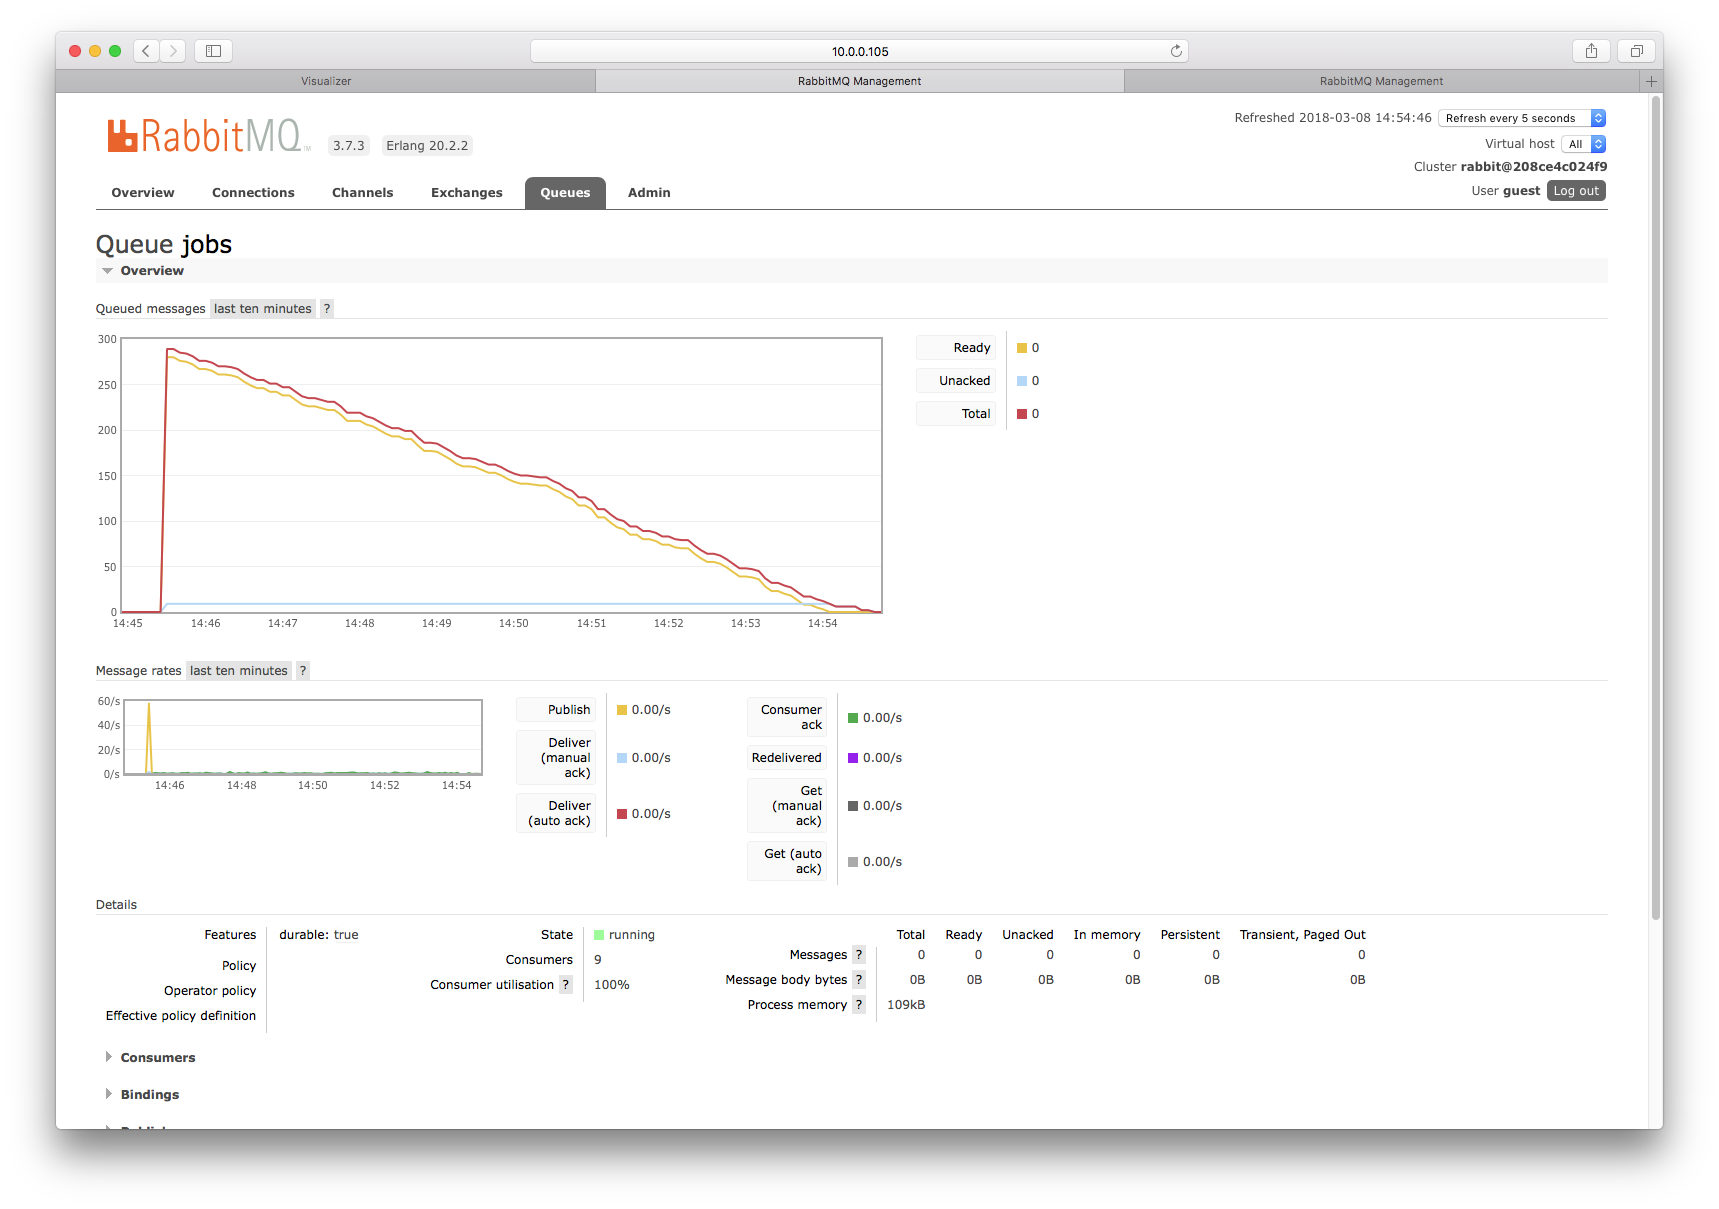 10.0.0.105
Visualizer
RabbitMQ Management
RabbitMQ Management
RabbitMQ™
3.7.3
Erlang 20.2.2
Refreshed 2018-03-08 14:54:46
Refresh every 5 seconds
Virtual host All
Cluster rabbit@208ce4c024f9
User guest Log out
Overview Connections Channels Exchanges Queues Admin
Queue jobs
Overview
Queued messages last ten minutes ?
300
250
200
150
100
50
0
14:45 14:46 14:47 14:48 14:49 14:50 14:51 14:52 14:53 14:54
Ready 0
Unacked 0
Total 0
Message rates last ten minutes ?
60/s
40/s
20/s
0/s
14:46 14:48 14:50 14:52 14:54
Publish 0.00/s
Deliver
(manual 0.00/s
ack)
Deliver
(auto ack) 0.00/s
Consumer
ack 0.00/s
Redelivered 0.00/s
Get
(manual 0.00/s
ack)
Get (auto
ack) 0.00/s
Details
Features durable: true
Policy
Operator policy
Effective policy definition
State running
Consumers 9
Consumer utilisation ? 100%
Total Ready Unacked In memory Persistent Transient, Paged Out
Messages ? 0 0 0 0 0 0
Message body bytes ? 0B 0B 0B 0B 0B 0B
Process memory ? 109kB
Consumers
Bindings